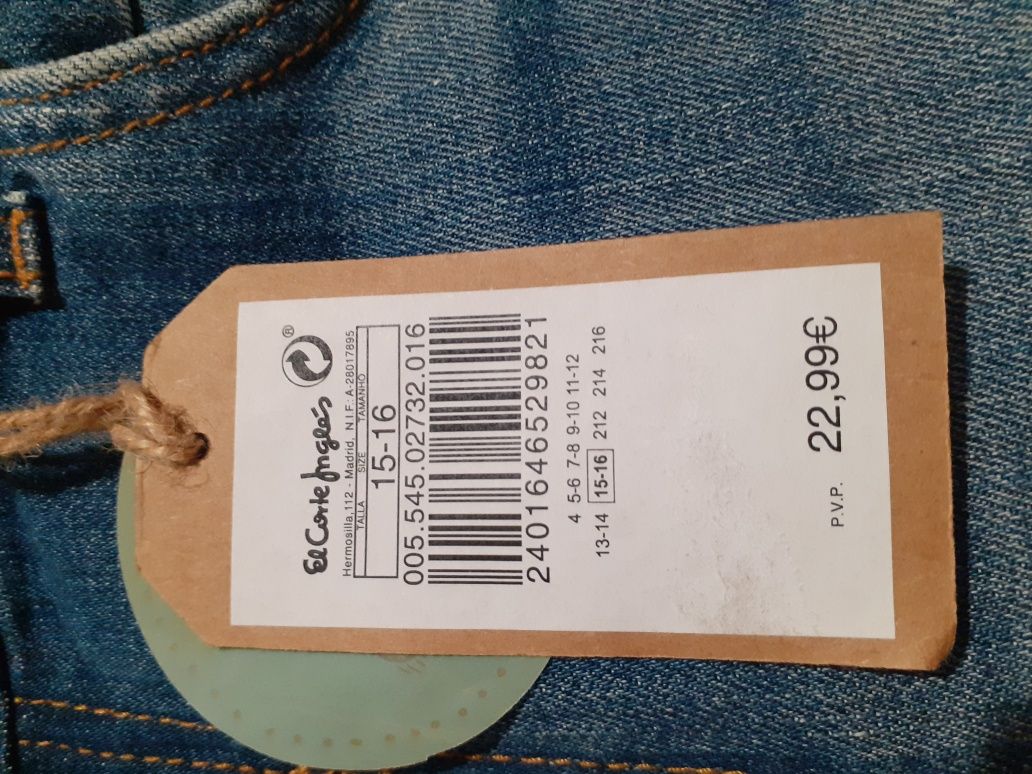 El Corte Inglés ®
Hermosilla,112 - Madrid, N.I.F.: A-28017895
TALLA SIZE TAMANHO
15-16
005.545.02732.016
2401646529821
4 5-6 7-8 9-10 11-12
13-14 15-16 212 214 216
P.V.P. 22,99€